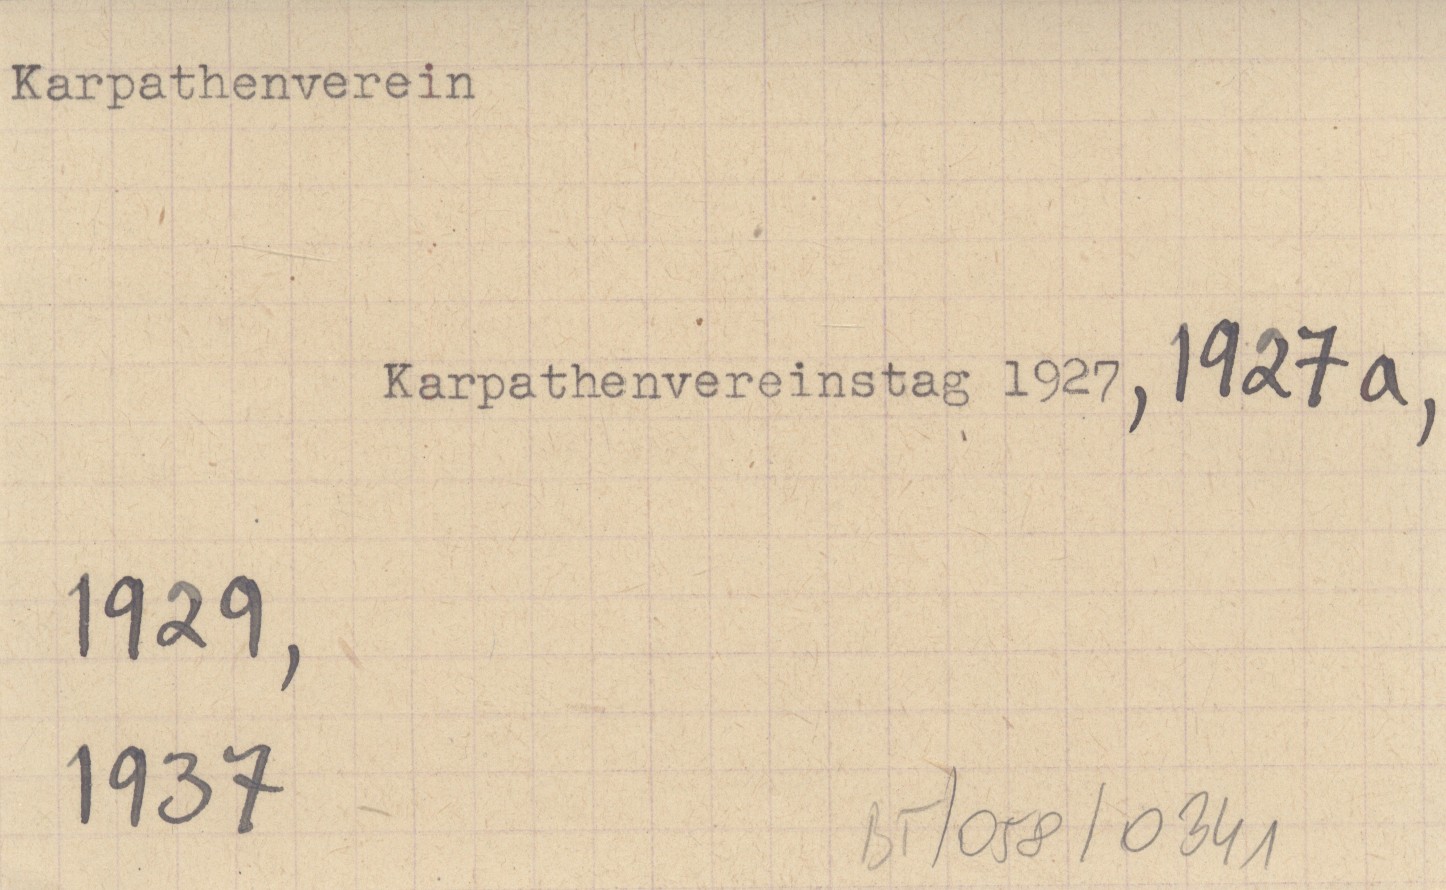 Karpathenverein
Karpathenvereinstag 1927, 1927a,
1929,
1937
BT/058/0341